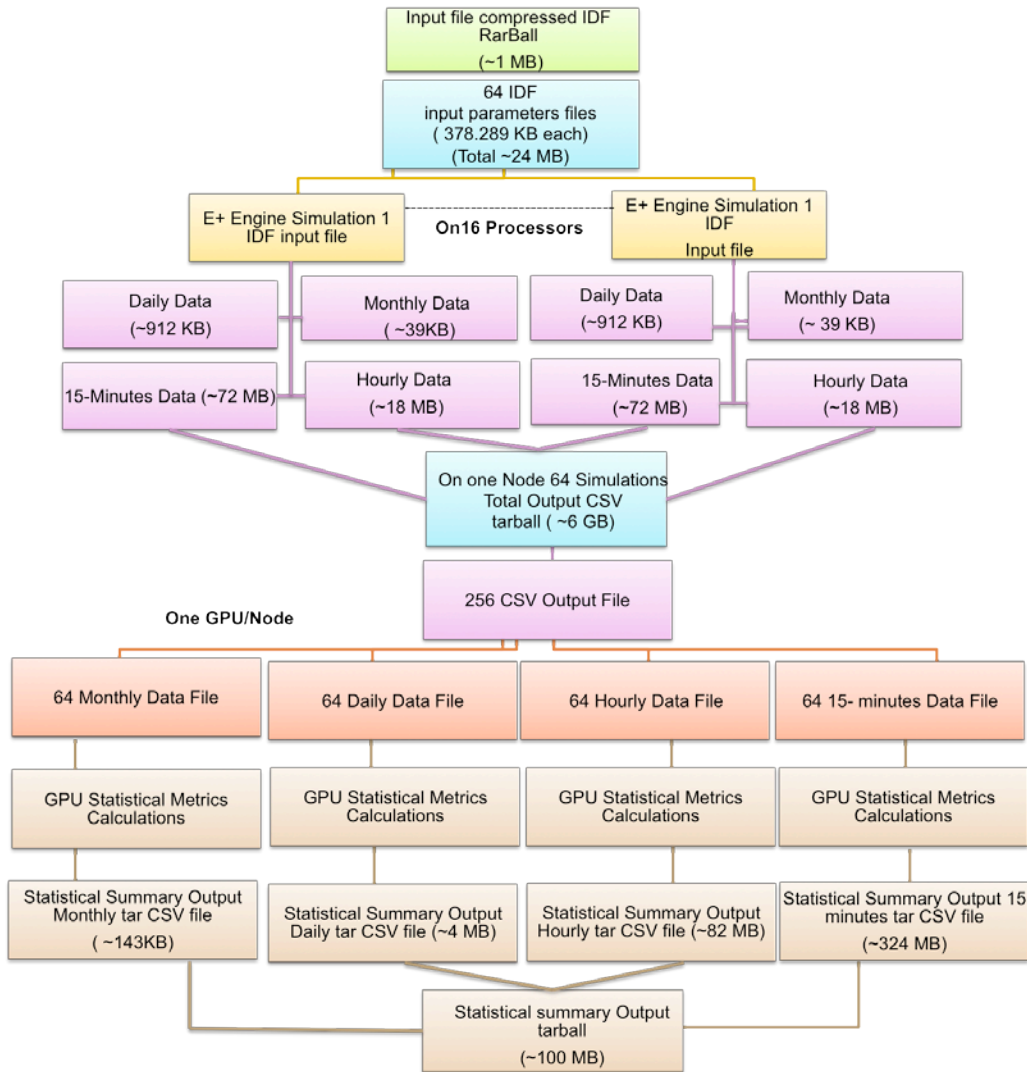 Input file compressed IDF
RarBall
(~1 MB)
64 IDF
input parameters files
( 378.289 KB each)
(Total ~24 MB)
E+ Engine Simulation 1
IDF input file
On16 Processors
E+ Engine Simulation 1
IDF
Input file
Daily Data
(~912 KB)
Monthly Data
( ~39KB)
Daily Data
(~912 KB)
Monthly Data
(~ 39 KB)
15-Minutes Data (~72 MB)
Hourly Data
(~18 MB)
15-Minutes Data
(~72 MB)
Hourly Data
(~18 MB)
On one Node 64 Simulations
Total Output CSV
tarball ( ~6 GB)
256 CSV Output File
One GPU/Node
64 Monthly Data File
64 Daily Data File
64 Hourly Data File
64 15- minutes Data File
GPU Statistical Metrics
Calculations
GPU Statistical Metrics
Calculations
GPU Statistical Metrics
Calculations
GPU Statistical Metrics
Calculations
Statistical Summary Output
Monthly tar CSV file
( ~143KB)
Statistical Summary Output
Daily tar CSV file (~4 MB)
Statistical Summary Output
Hourly tar CSV file (~82 MB)
Statistical Summary Output 15
minutes tar CSV file
(~324 MB)
Statistical summary Output
tarball
(~100 MB)